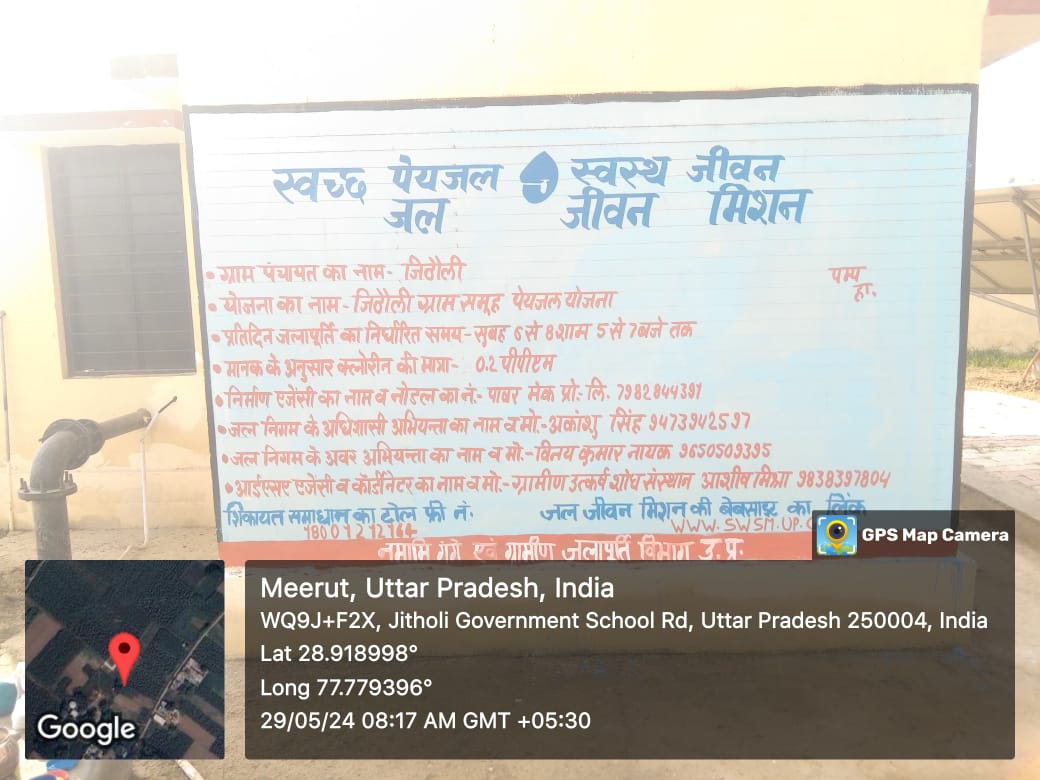 स्वच्छ पेयजल स्वस्थ जीवन
जल जीवन मिशन
• ग्राम पंचायत का नाम- जिठौली
पम्प हा.
• योजना का नाम- जिठौली ग्राम समूह पेयजल योजना
• प्रतिदिन जलापूर्ति का निर्धारित समय- सुबह 6 से 8 शाम 5 से 7 बजे तक
• मानक के अनुसार क्लोरीन की मात्रा- 0.2 पीपीएम
• निर्माण एजेंसी का नाम व नोडल का नं.- पावर मेक प्रो. लि. 7982844391
• जल निगम के अधिशासी अभियन्ता का नाम व मो.- अकांशु सिंह 9473942597
• जल निगम के अवर अभियन्ता का नाम व मो.- विनय कुमार नायक 9650509395
• आईएसए एजेंसी व कॉर्डीनेटर का नाम व मो.- ग्रामीण उत्कर्ष शोध संस्थान आशीष मिश्रा 9838397804
शिकायत समाधान का टोल फ्री नं. जल जीवन मिशन की बेबसाइट का लिंक
18001212164 WWW.SWSM.UP.
नमामि गंगे एवं ग्रामीण जलापूर्ति विभाग उ.प्र.
GPS Map Camera
Meerut, Uttar Pradesh, India
WQ9J+F2X, Jitholi Government School Rd, Uttar Pradesh 250004, India
Lat 28.918998°
Long 77.779396°
29/05/24 08:17 AM GMT +05:30
Google